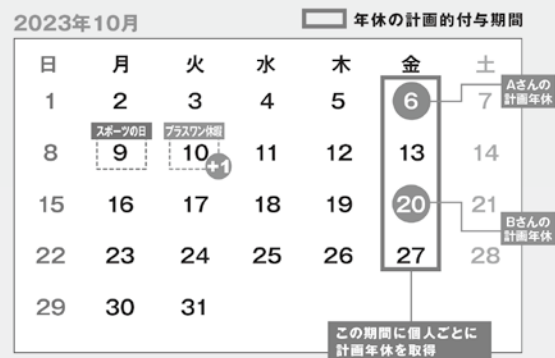 2023年10月
年休の計画的付与期間
日 月 火 水 木 金 土
1 2 3 4 5 6 7
Aさんの
計画年休
スポーツの日 プラスワン休暇
8 9 10 11 12 13 14
+1
15 16 17 18 19 20 21
Bさんの
計画年休
22 23 24 25 26 27 28
29 30 31
この期間に個人ごとに
計画年休を取得